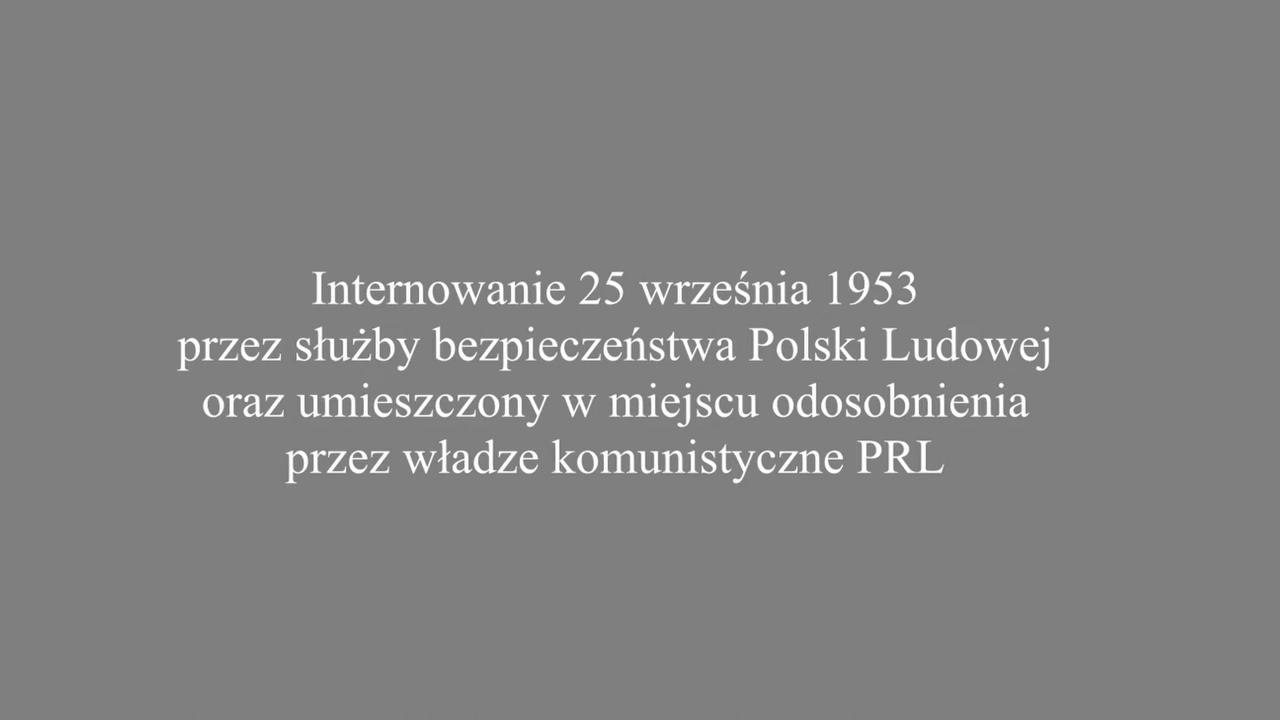 Internowanie 25 września 1953
przez służby bezpieczeństwa Polski Ludowej
oraz umieszczony w miejscu odosobnienia
przez władze komunistyczne PRL